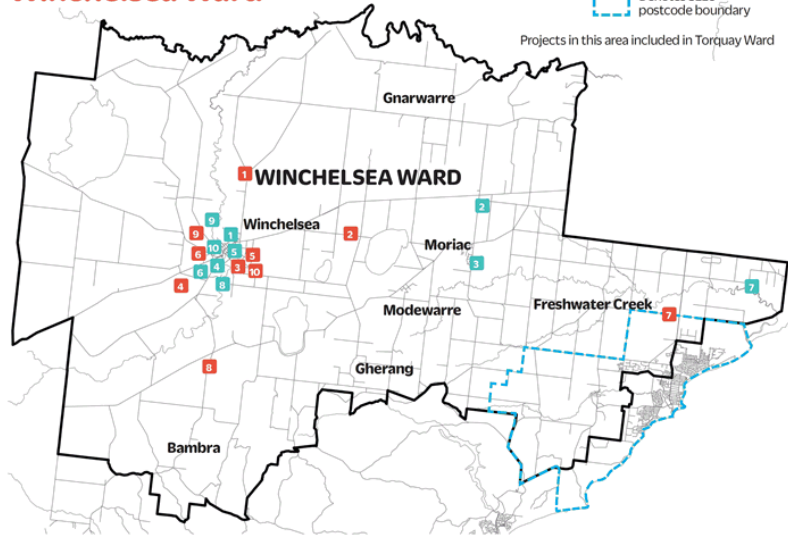 postcode boundary
Projects in this area included in Torquay Ward
Gnarwarre
1
WINCHELSEA WARD
2
9
Winchelsea
9
1
2
10
5
Moriac
6
5
4
3
3
6
10
4
8
7
Modewarre
Freshwater Creek
7
8
Gherang
Bambra